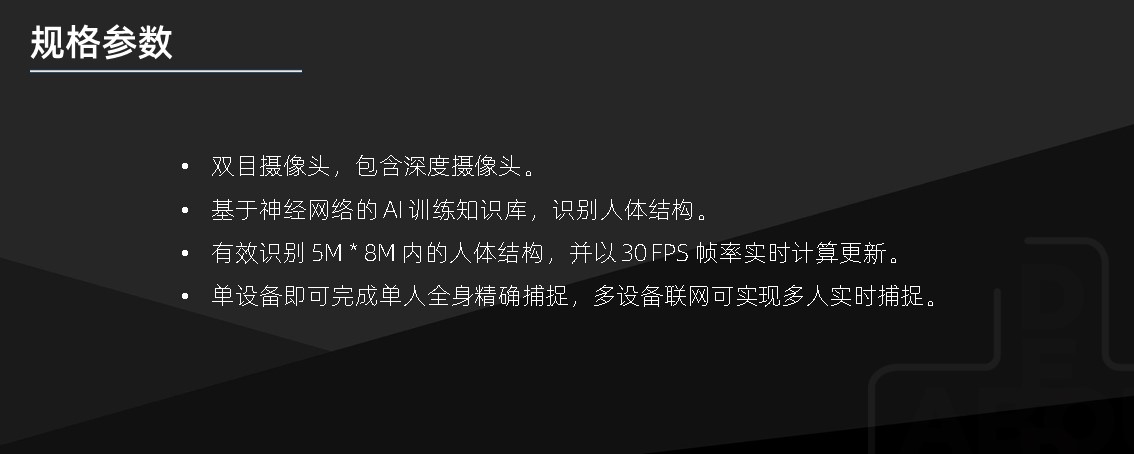 规格参数
• 双目摄像头，包含深度摄像头。
• 基于神经网络的 AI 训练知识库，识别人体结构。
• 有效识别 5M * 8M 内的人体结构，并以 30 FPS 帧率实时计算更新。
• 单设备即可完成单人全身精确捕捉，多设备联网可实现多人实时捕捉。